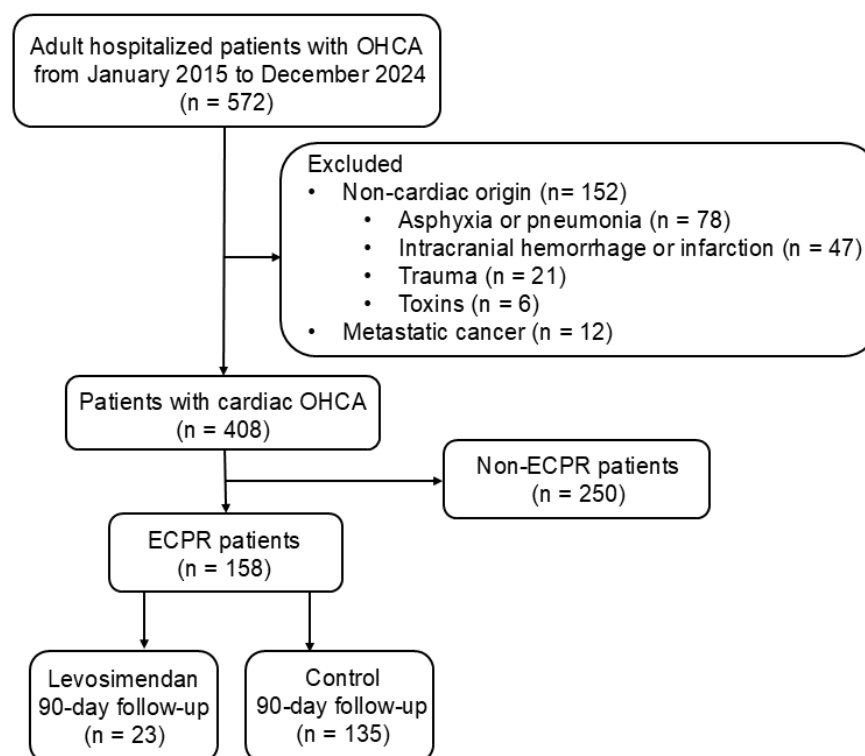 Adult hospitalized patients with OHCA
from January 2015 to December 2024
(n = 572)
Excluded
• Non-cardiac origin (n= 152)
• Asphyxia or pneumonia (n = 78)
• Intracranial hemorrhage or infarction (n = 47)
• Trauma (n = 21)
• Toxins (n = 6)
• Metastatic cancer (n = 12)
Patients with cardiac OHCA
(n = 408)
Non-ECPR patients
(n = 250)
ECPR patients
(n = 158)
Levosimendan
90-day follow-up
(n = 23)
Control
90-day follow-up
(n = 135)